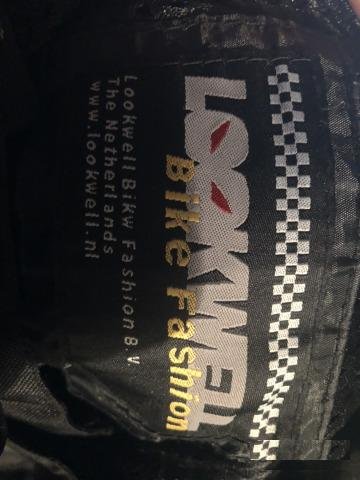 LOOKWELL
Bike Fashion
Lookwell Bikw Fashion B v.
The Netherlands
www.lookwell.nl